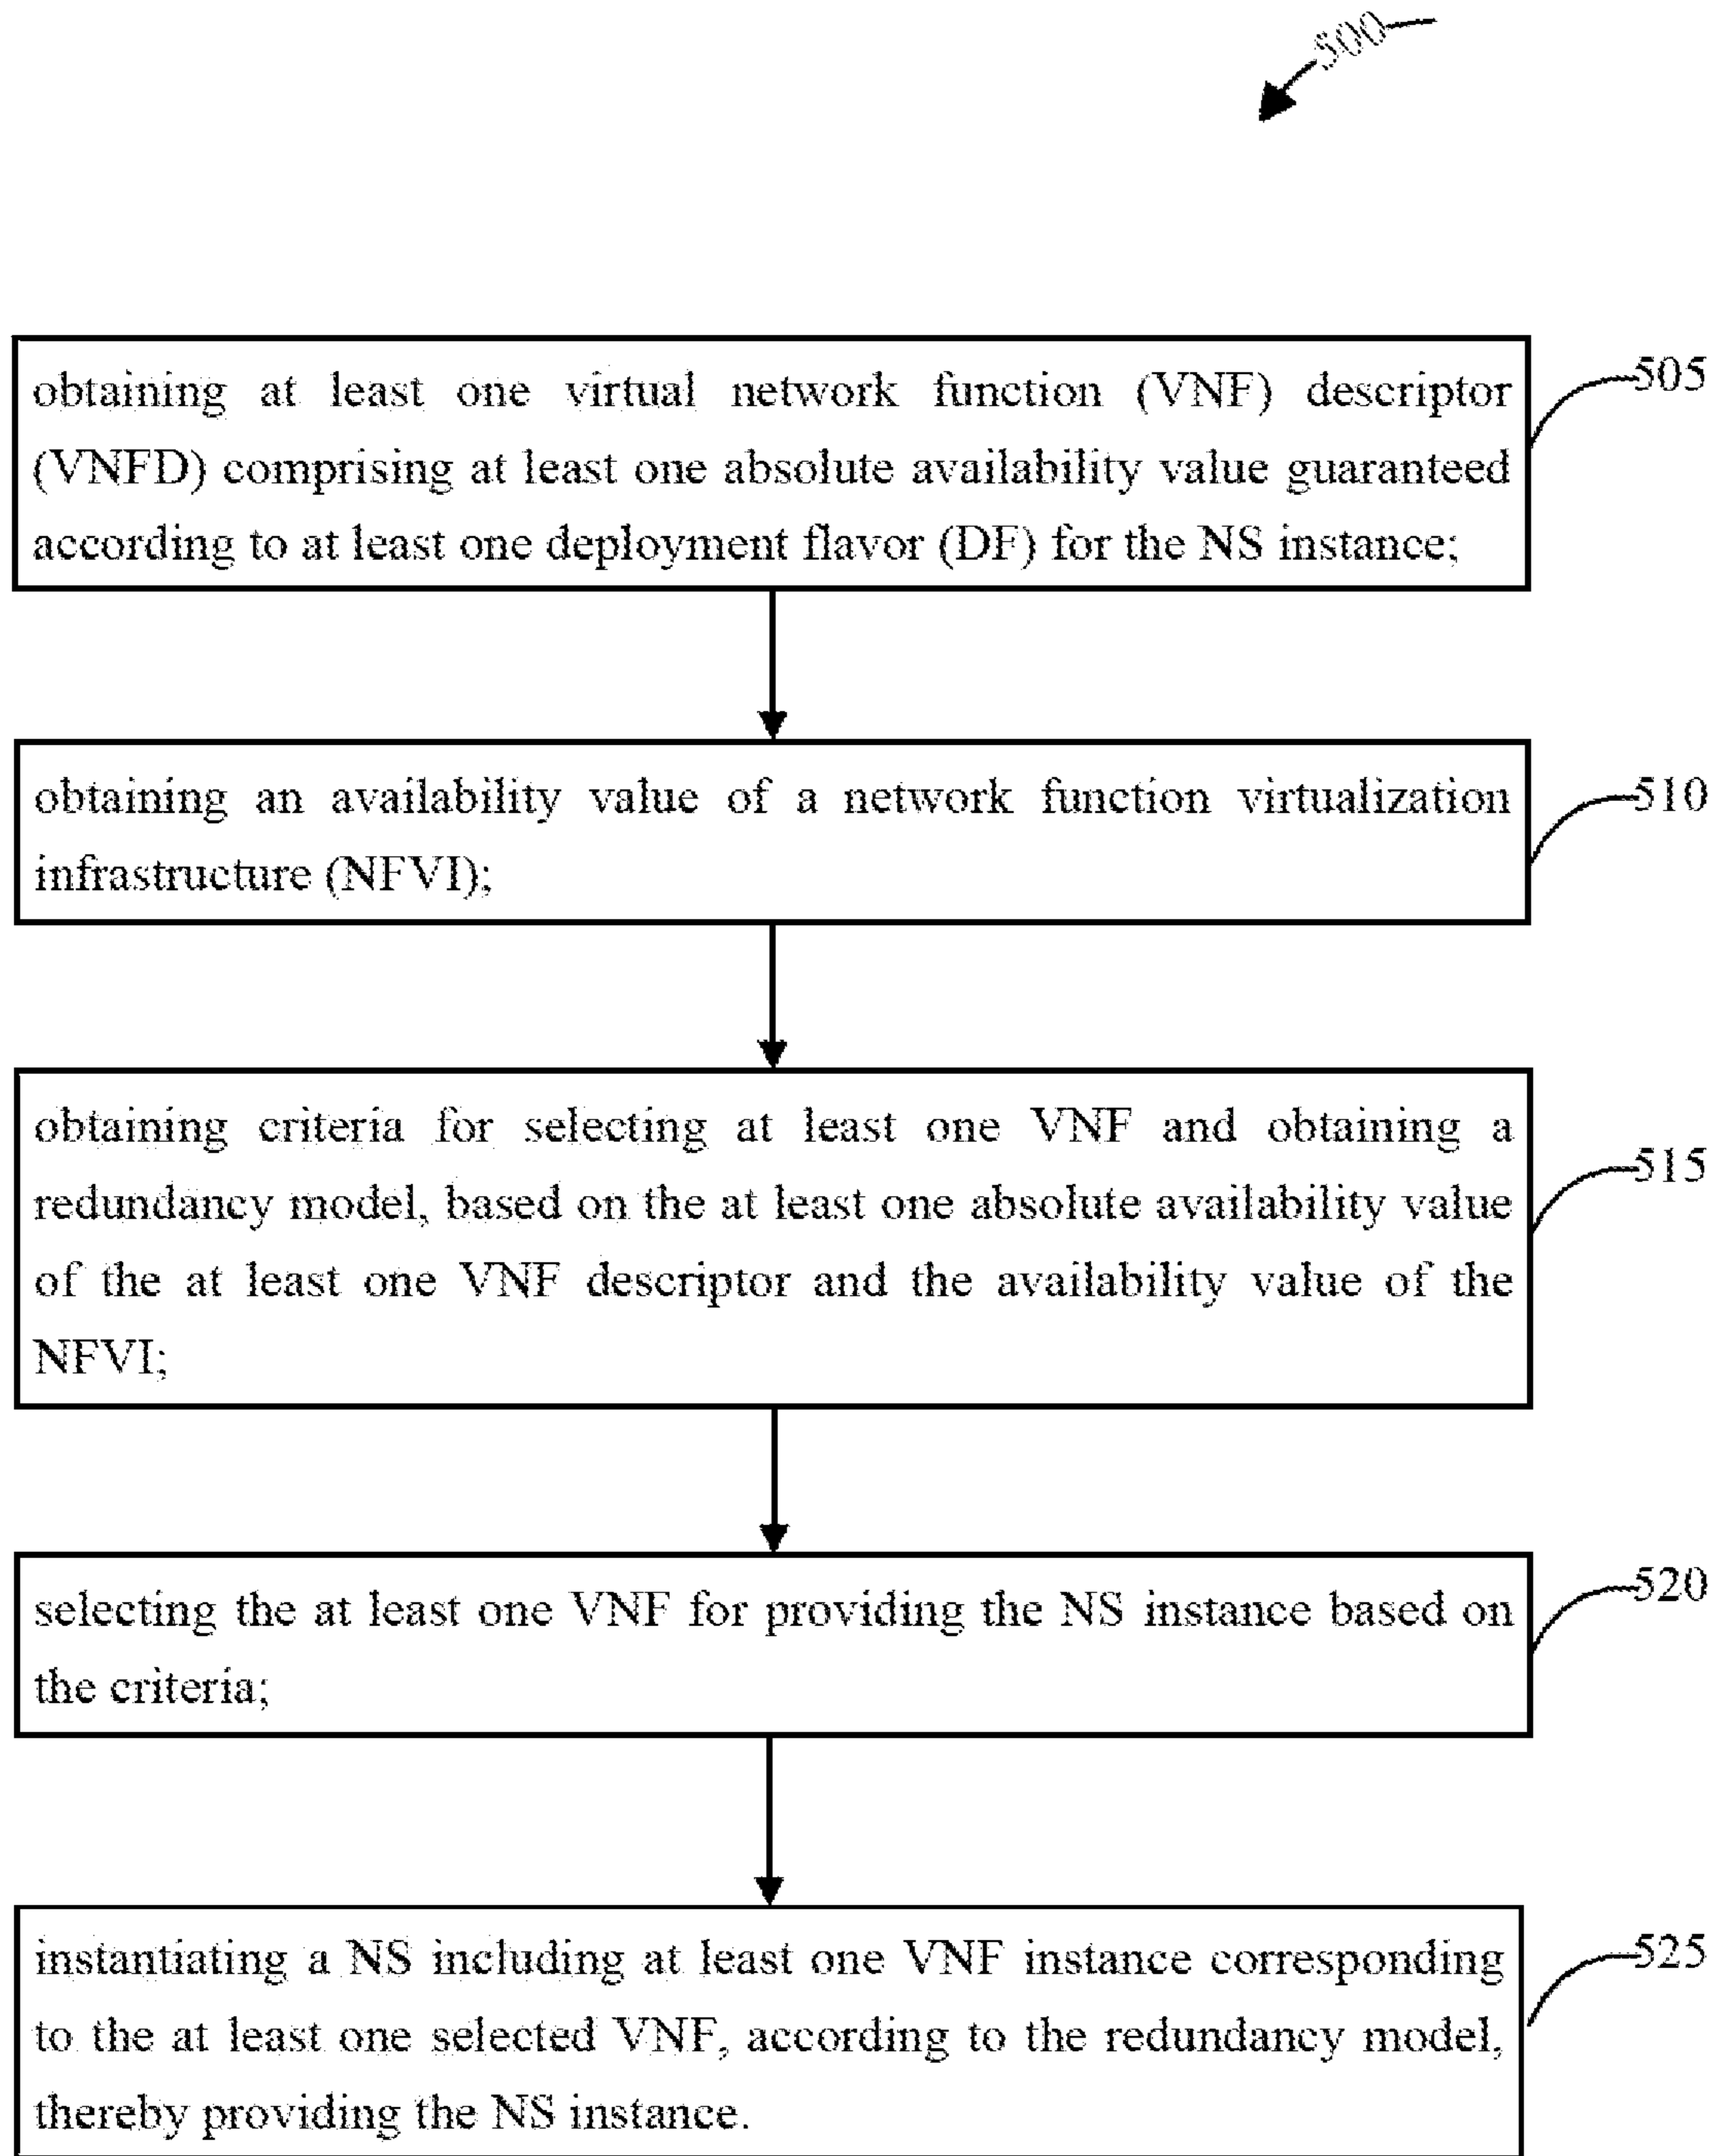 500
obtaining at least one virtual network function (VNF) descriptor
(VNFD) comprising at least one absolute availability value guaranteed
according to at least one deployment flavor (DF) for the NS instance;
505
obtaining an availability value of a network function virtualization
infrastructure (NFVI);
510
obtaining criteria for selecting at least one VNF and obtaining a
redundancy model, based on the at least one absolute availability value
of the at least one VNF descriptor and the availability value of the
NFVI;
515
selecting the at least one VNF for providing the NS instance based on
the criteria;
520
instantiating a NS including at least one VNF instance corresponding
to the at least one selected VNF, according to the redundancy model,
thereby providing the NS instance.
525